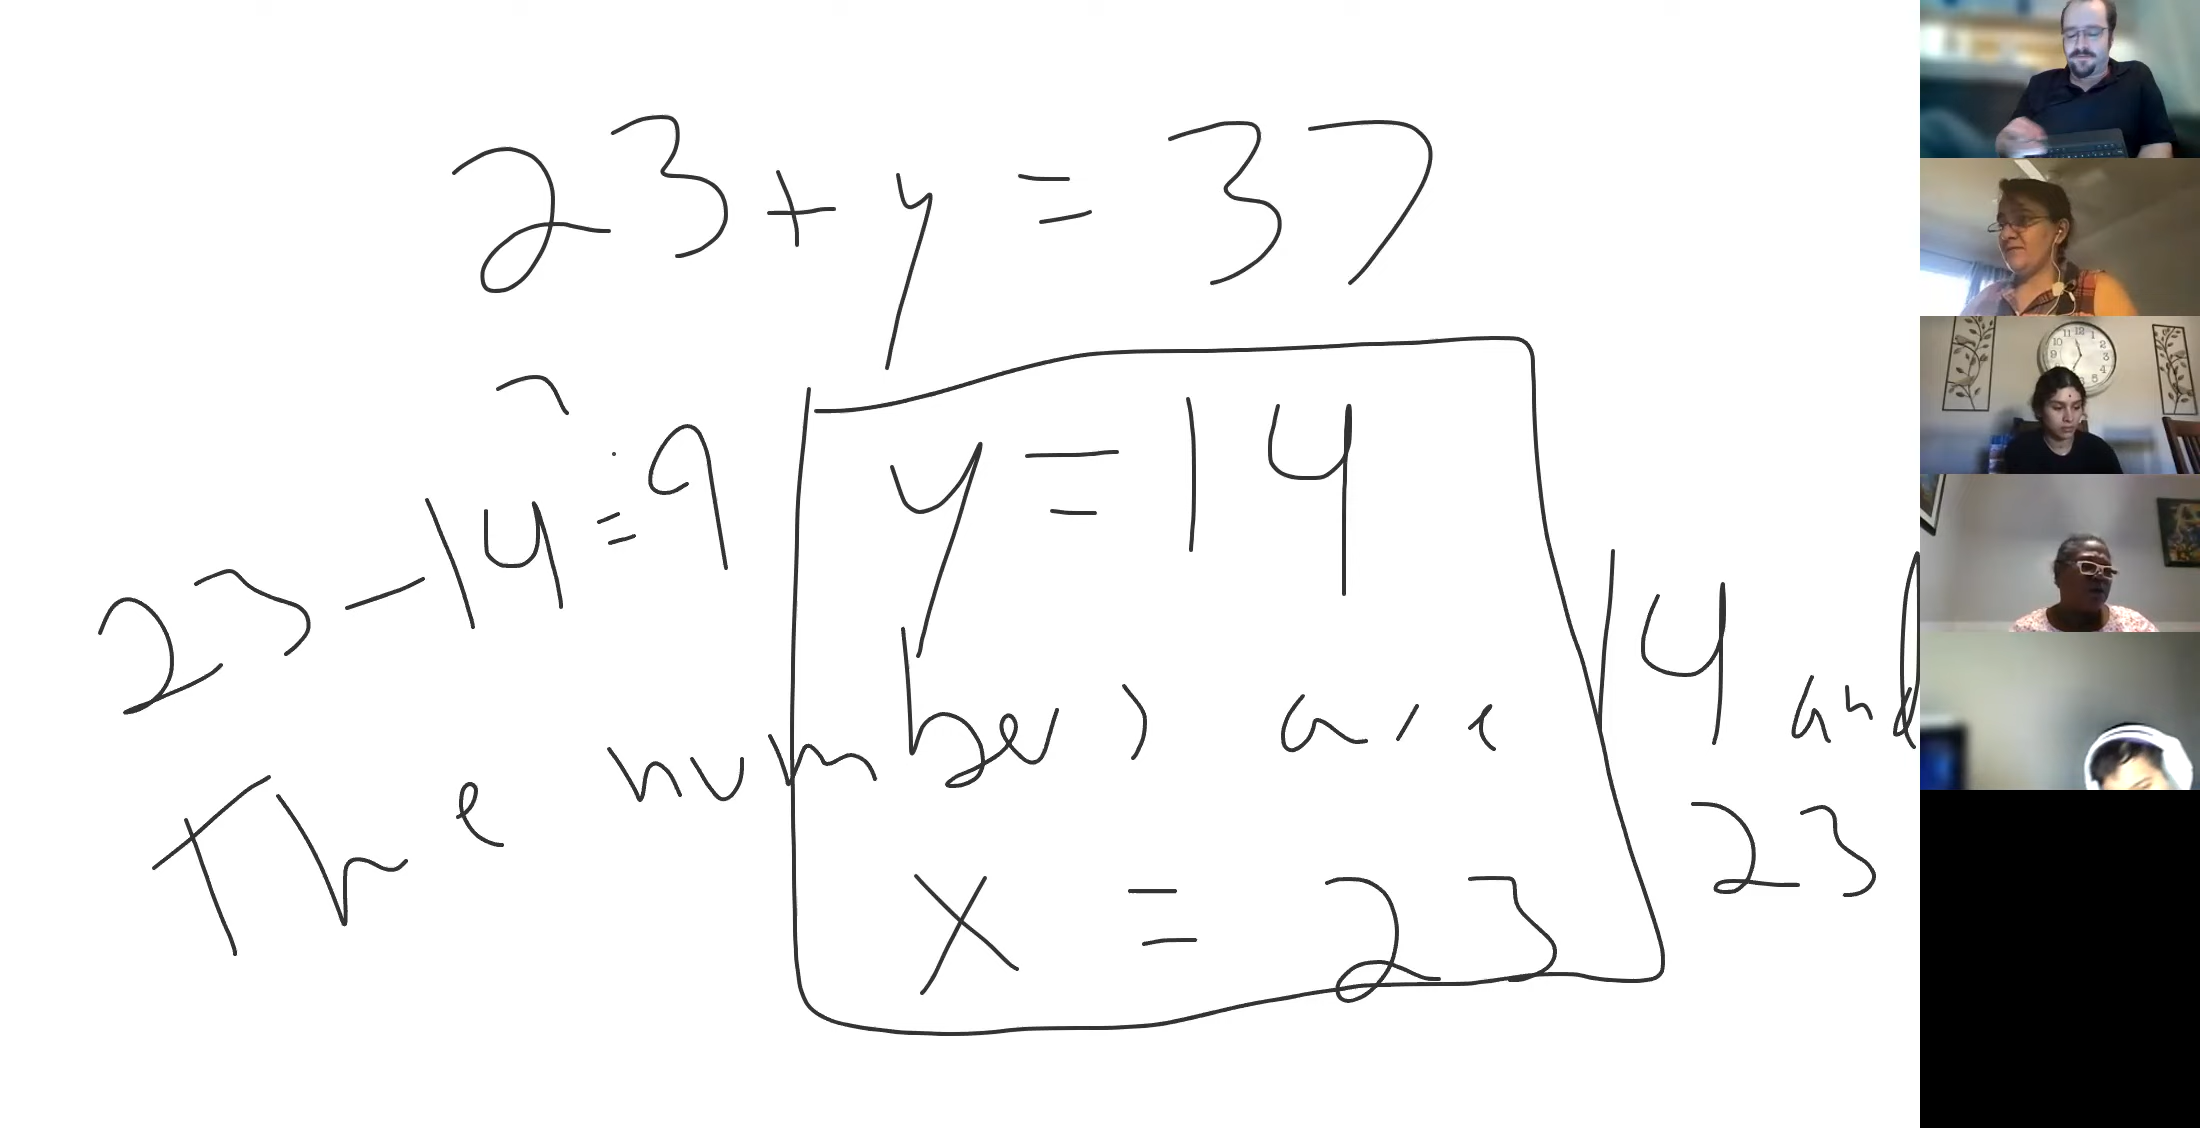 23 + y = 37
23 - 14 = 9
y = 14
The numbers are 14 and
23
x = 23